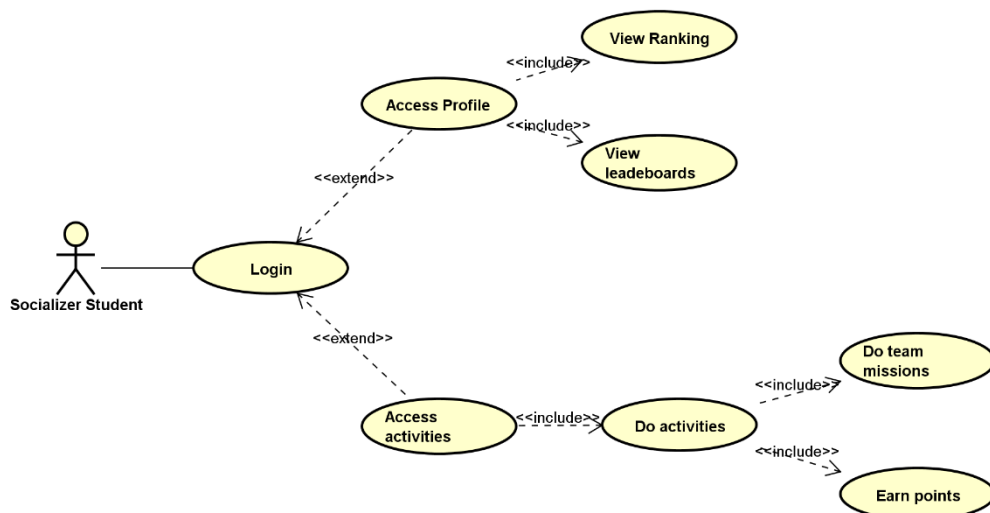 View Ranking
<<include>>
Access Profile
<<include>>
View
leadeboards
<<extend>>
Login
Socializer Student
<<extend>>
Do team
missions
<<include>>
Access
activities
<<include>>
Do activities
<<include>>
Earn points